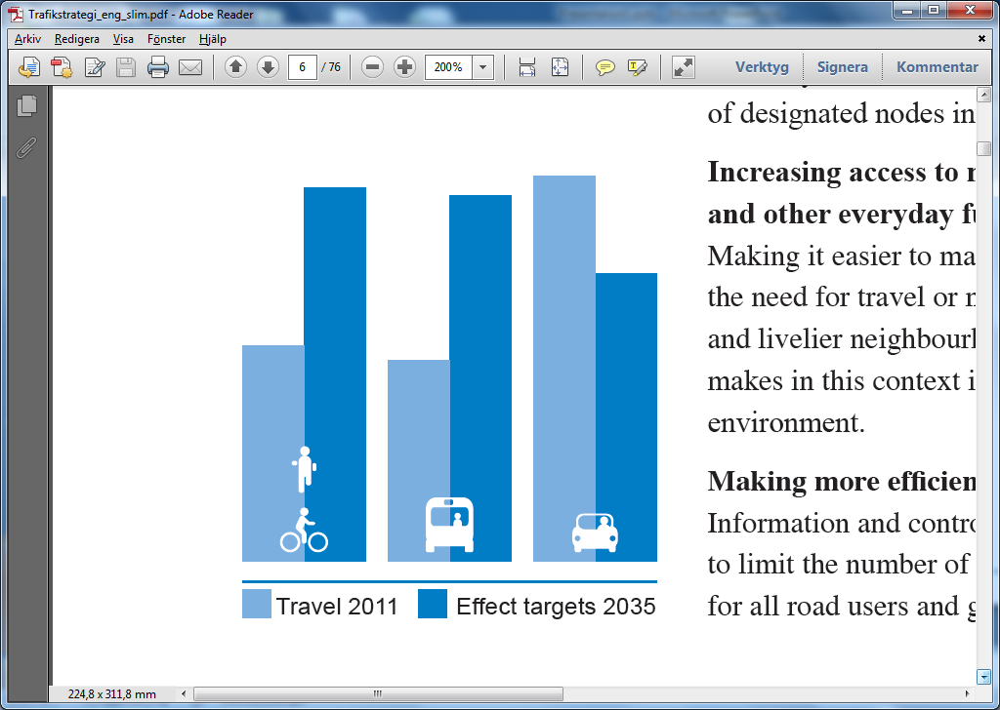 Trafikstrategi_eng_slim.pdf - Adobe Reader
Arkiv Redigera Visa Fönster Hjälp
6 / 76 200% Verktyg Signera Kommentar
of designated nodes in
Increasing access to
and other everyday
Making it easier to ma
the need for travel or
and livelier neighbour
makes in this context i
environment.
Making more efficien
Information and contro
to limit the number of
for all road users and g
Travel 2011 Effect targets 2035
224,8 x 311,8 mm